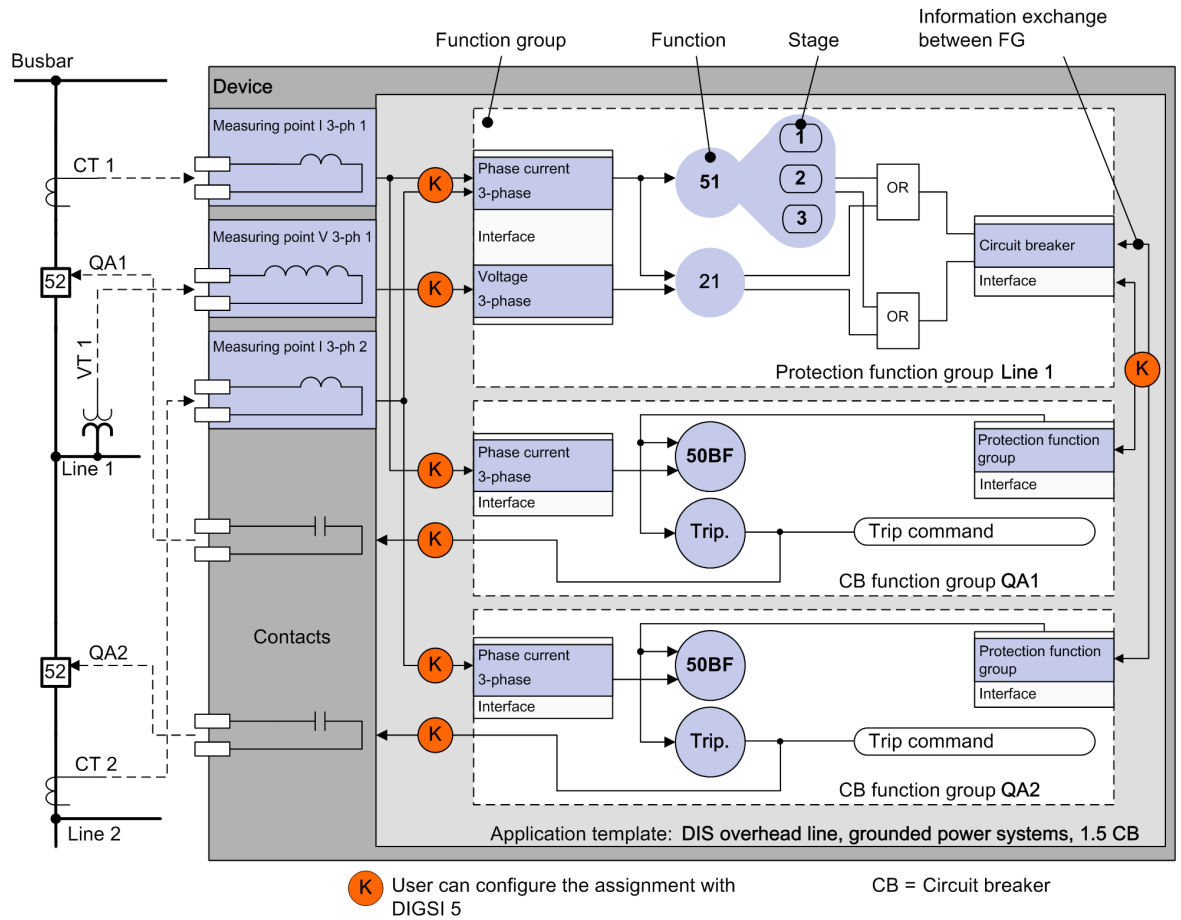 Function group
Function
Stage
Information exchange
between FG
Busbar
Device
Measuring point I 3-ph 1
CT 1
K
Phase current
3-phase
51
1
2
3
OR
Measuring point V 3-ph 1
Interface
Circuit breaker
Interface
QA1
52
K
Voltage
3-phase
21
OR
VT 1
Measuring point I 3-ph 2
Protection function group Line 1
K
Line 1
K
Phase current
3-phase
Interface
50BF
Protection function
group
Interface
K
Trip.
Trip command
CB function group QA1
Contacts
QA2
52
K
Phase current
3-phase
Interface
50BF
Protection function
group
Interface
K
Trip.
Trip command
CT 2
CB function group QA2
Line 2
Application template: DIS overhead line, grounded power systems, 1.5 CB
K
User can configure the assignment with
DIGSI 5
CB = Circuit breaker